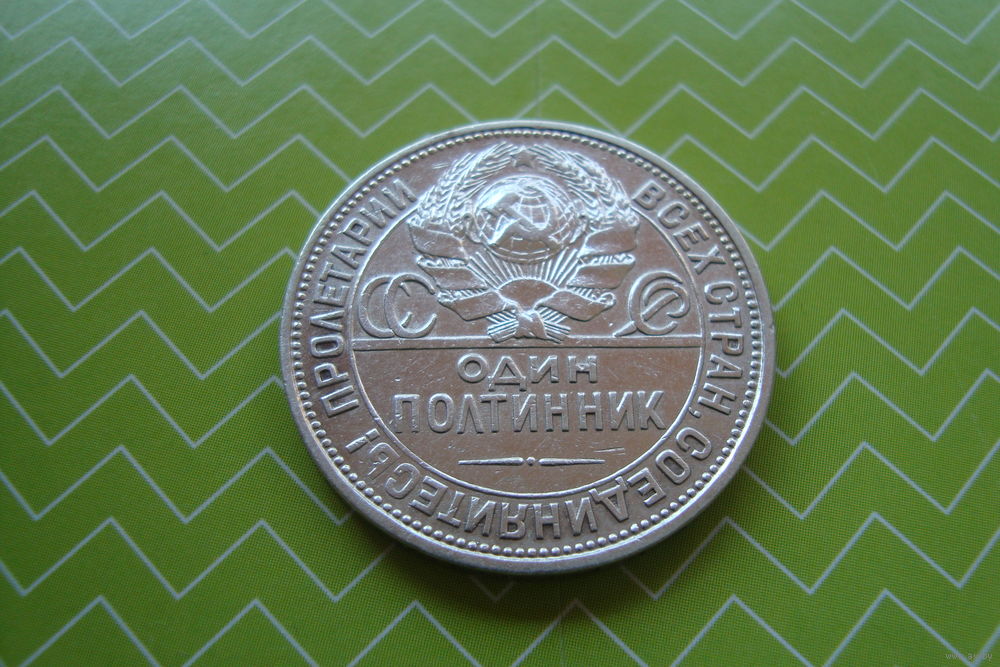 ПРОЛЕТАРИИ ВСЕХ СТРАН, СОЕДИНЯЙТЕСЬ!
СС СР
ОДИН
ПОЛТИННИК